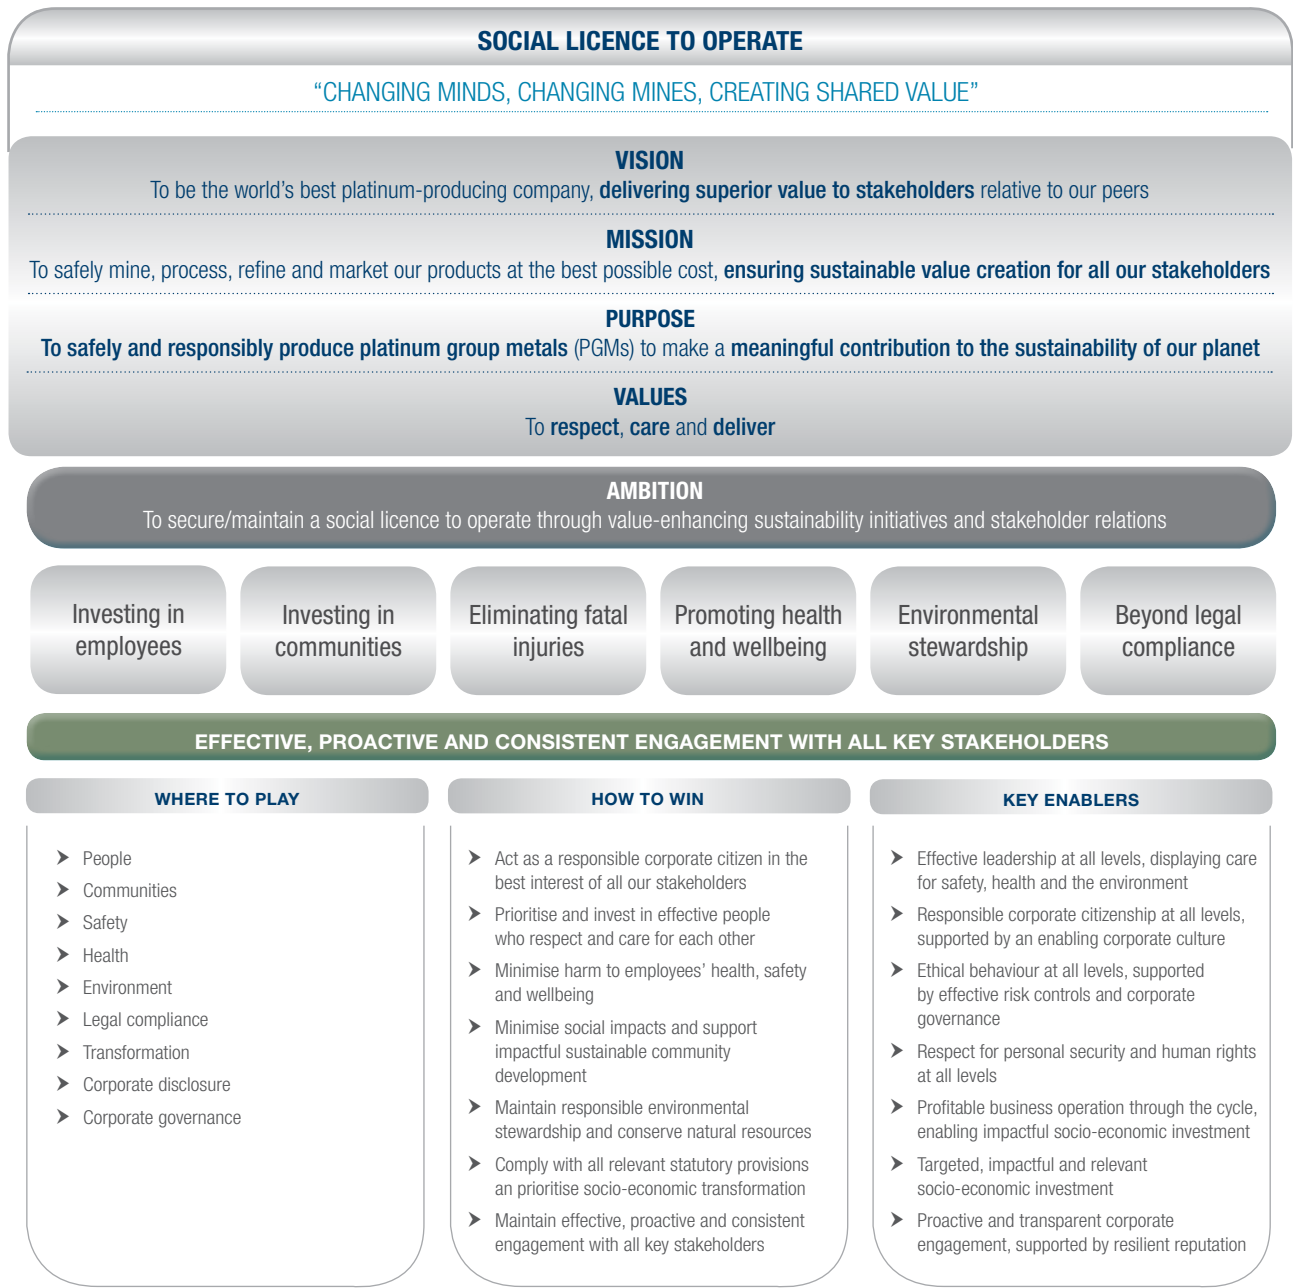 SOCIAL LICENCE TO OPERATE
“CHANGING MINDS, CHANGING MINES, CREATING SHARED VALUE”
VISION
To be the world’s best platinum-producing company, delivering superior value to stakeholders relative to our peers
MISSION
To safely mine, process, refine and market our products at the best possible cost, ensuring sustainable value creation for all our stakeholders
PURPOSE
To safely and responsibly produce platinum group metals (PGMs) to make a meaningful contribution to the sustainability of our planet
VALUES
To respect, care and deliver
AMBITION
To secure/maintain a social licence to operate through value-enhancing sustainability initiatives and stakeholder relations
Investing in
employees
Investing in
communities
Eliminating fatal
injuries
Promoting health
and wellbeing
Environmental
stewardship
Beyond legal
compliance
EFFECTIVE, PROACTIVE AND CONSISTENT ENGAGEMENT WITH ALL KEY STAKEHOLDERS
WHERE TO PLAY
➤ People
➤ Communities
➤ Safety
➤ Health
➤ Environment
➤ Legal compliance
➤ Transformation
➤ Corporate disclosure
➤ Corporate governance
HOW TO WIN
➤ Act as a responsible corporate citizen in the
best interest of all our stakeholders
➤ Prioritise and invest in effective people
who respect and care for each other
➤ Minimise harm to employees’ health, safety
and wellbeing
➤ Minimise social impacts and support
impactful sustainable community
development
➤ Maintain responsible environmental
stewardship and conserve natural resources
➤ Comply with all relevant statutory provisions
an prioritise socio-economic transformation
➤ Maintain effective, proactive and consistent
engagement with all key stakeholders
KEY ENABLERS
➤ Effective leadership at all levels, displaying care
for safety, health and the environment
➤ Responsible corporate citizenship at all levels,
supported by an enabling corporate culture
➤ Ethical behaviour at all levels, supported
by effective risk controls and corporate
governance
➤ Respect for personal security and human rights
at all levels
➤ Profitable business operation through the cycle,
enabling impactful socio-economic investment
➤ Targeted, impactful and relevant
socio-economic investment
➤ Proactive and transparent corporate
engagement, supported by resilient reputation